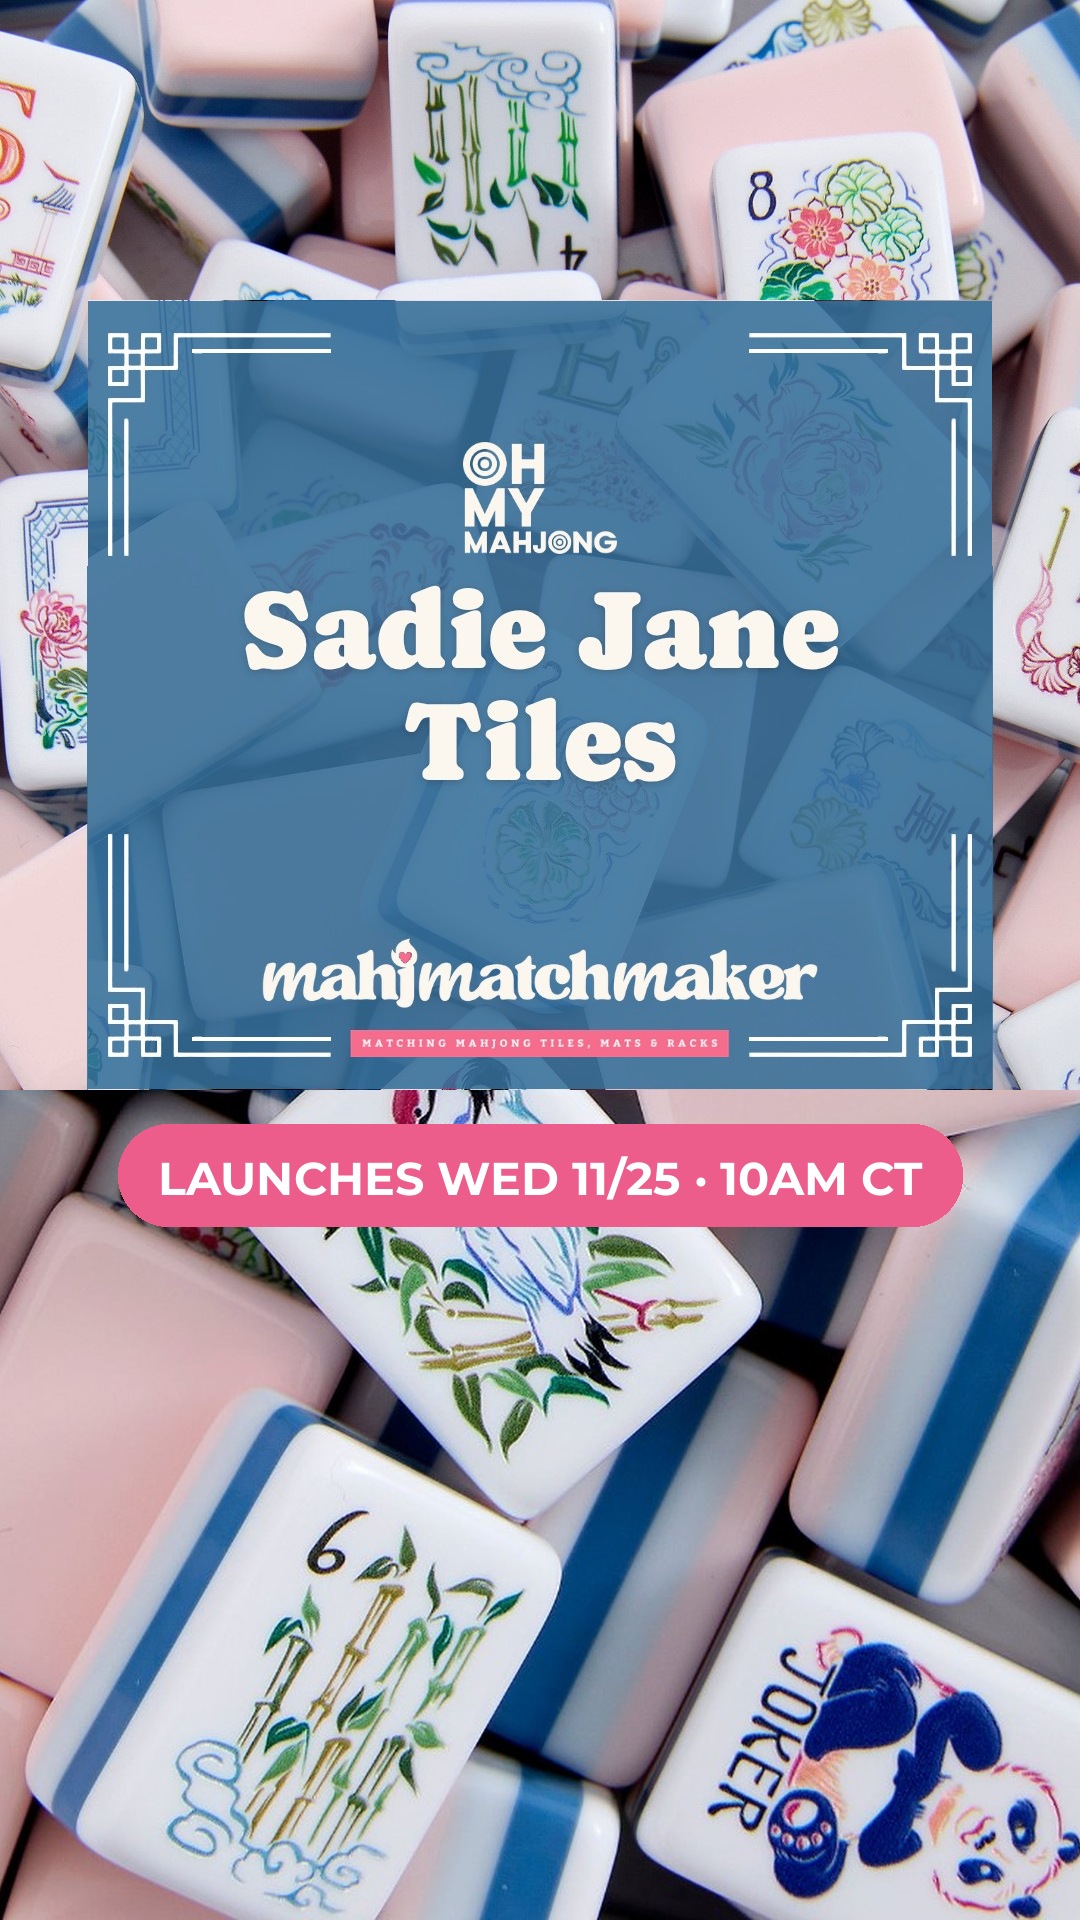 4
8
OH
MY
MAHJONG
Sadie Jane
Tiles
mahjmatchmaker
MATCHING MAHJONG TILES, MATS & RACKS
LAUNCHES WED 11/25 · 10AM CT
6
JOKER